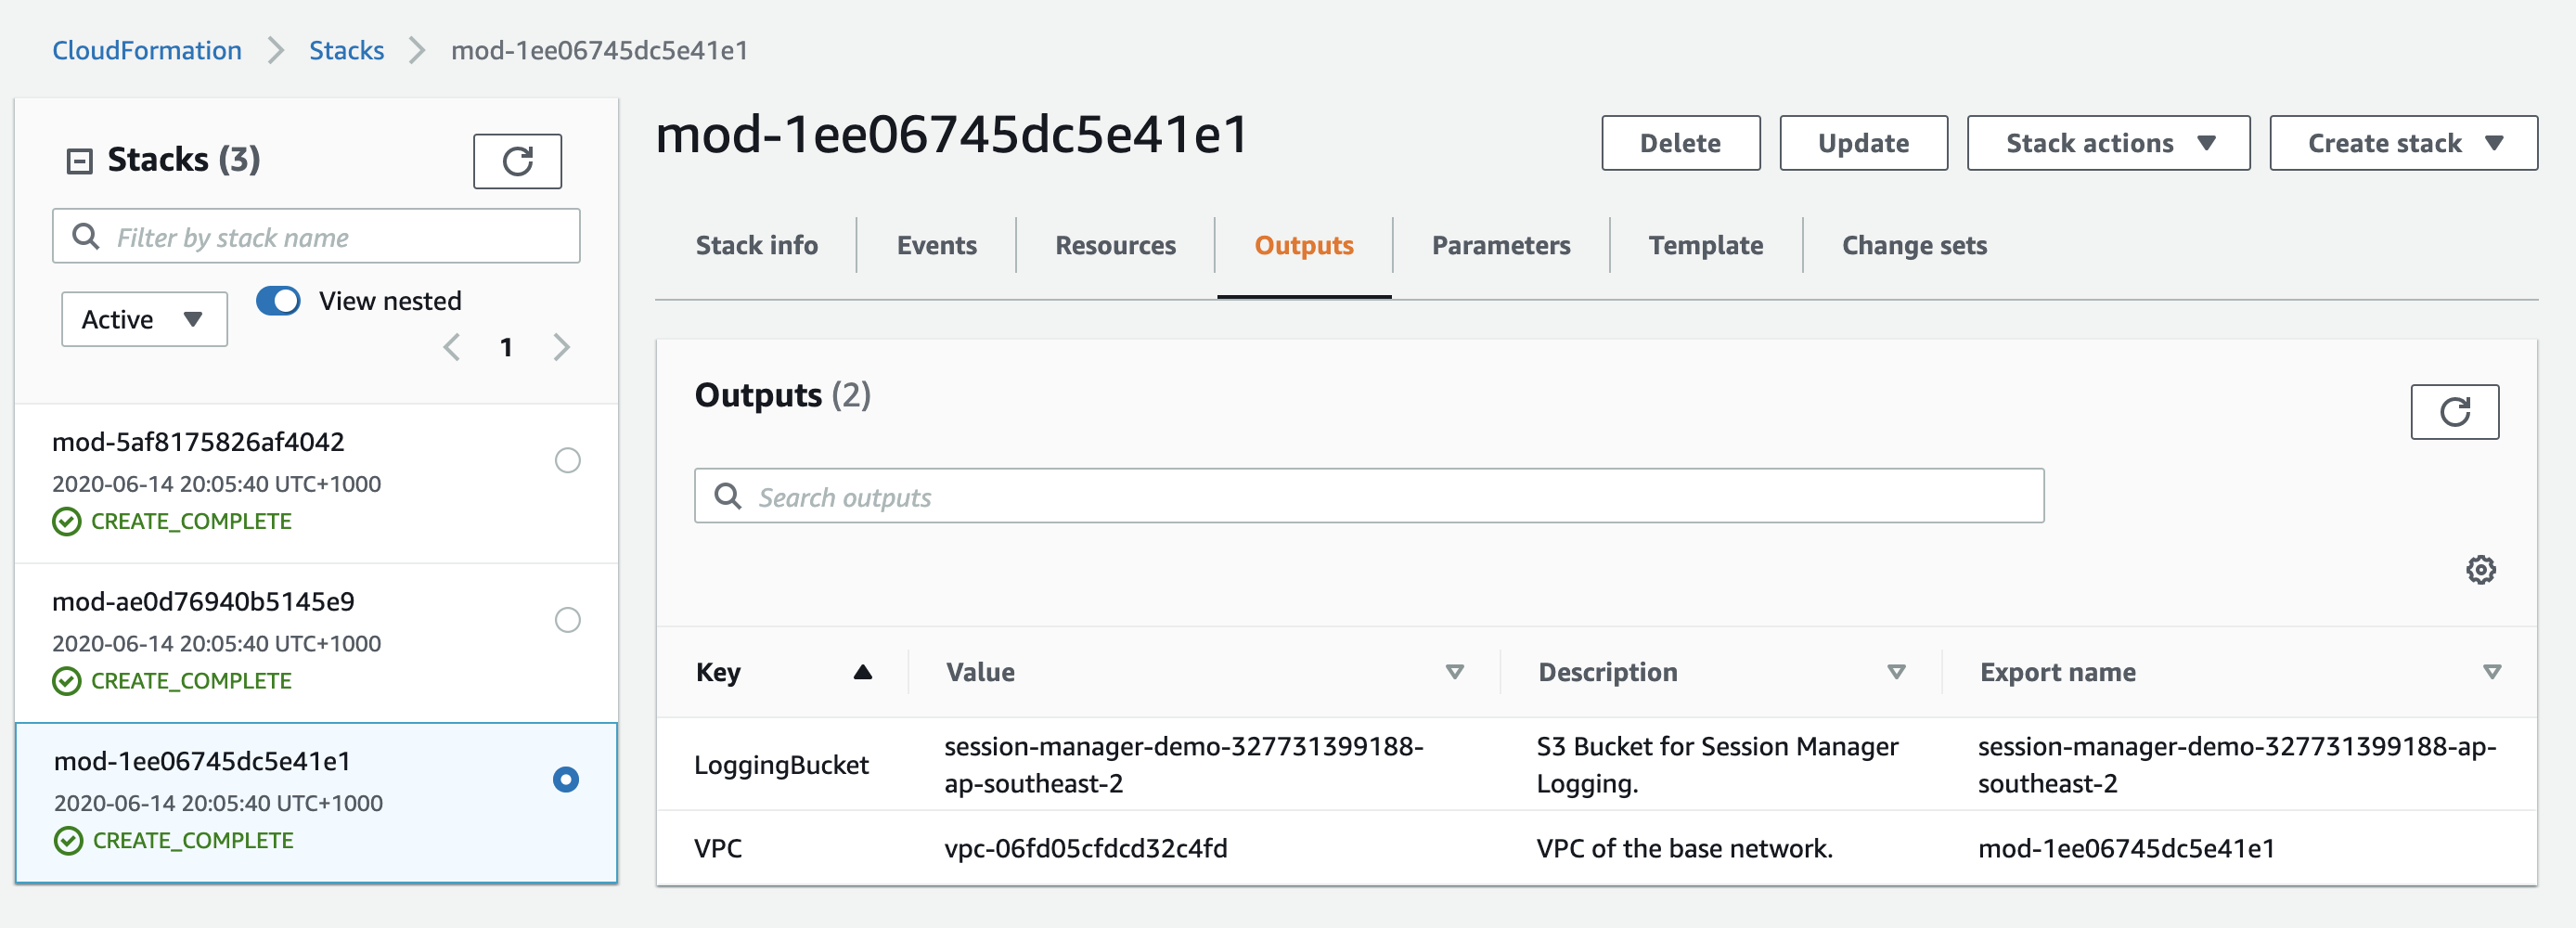 CloudFormation Stacks mod-1ee06745dc5e41e1
Stacks (3)
Filter by stack name
Active
View nested
1
mod-5af8175826af4042
2020-06-14 20:05:40 UTC+1000
CREATE_COMPLETE
mod-ae0d76940b5145e9
2020-06-14 20:05:40 UTC+1000
CREATE_COMPLETE
mod-1ee06745dc5e41e1
2020-06-14 20:05:40 UTC+1000
CREATE_COMPLETE
mod-1ee06745dc5e41e1
Delete Update Stack actions Create stack
Stack info Events Resources Outputs Parameters Template Change sets
Outputs (2)
Search outputs
Key Value Description Export name
LoggingBucket
session-manager-demo-327731399188-
ap-southeast-2
S3 Bucket for Session Manager
Logging.
session-manager-demo-327731399188-ap-
southeast-2
VPC vpc-06fd05cfdcd32c4fd VPC of the base network. mod-1ee06745dc5e41e1